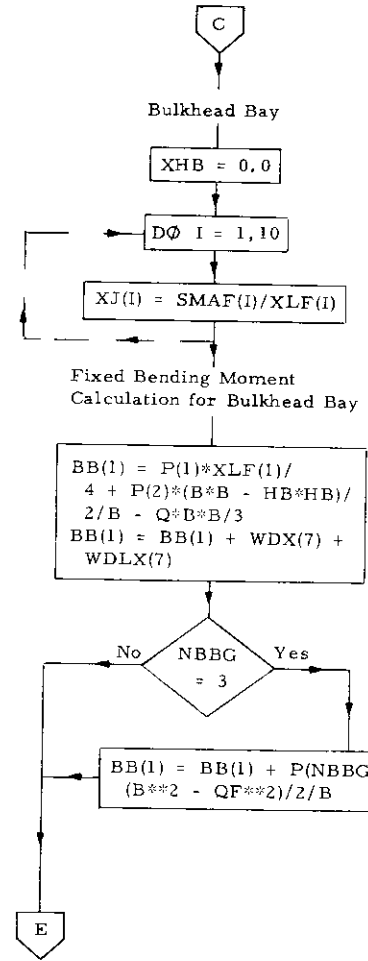 C
Bulkhead Bay
XHB = 0.0
DØ I = 1,10
XJ(I) = SMAF(I)/XLF(I)
Fixed Bending Moment
Calculation for Bulkhead Bay
BB(1) = P(1)*XLF(1)/
4 + P(2)*(B*B - HB*HB)/
2/B - Q*B*B/3
BB(1) = BB(1) + WDX(7) +
WDLX(7)
No
NBBG
= 3
Yes
BB(1) = BB(1) + P(NBBG
(B**2 - QF**2)/2/B
E